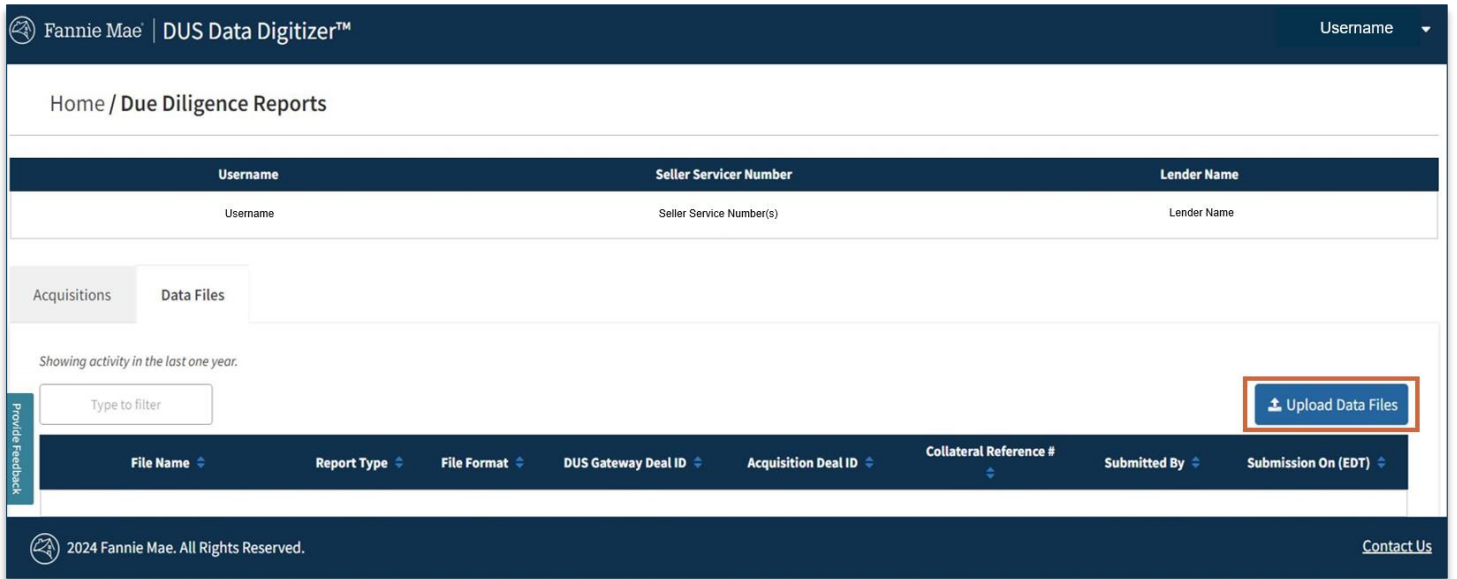 Fannie Mae® | DUS Data Digitizer™
Username
Home / Due Diligence Reports
Username Seller Servicer Number Lender Name
Username Seller Service Number(s) Lender Name
Acquisitions Data Files
Showing activity in the last one year.
Type to filter
Upload Data Files
Provide Feedback
File Name Report Type File Format DUS Gateway Deal ID Acquisition Deal ID Collateral Reference # Submitted By Submission On (EDT)
2024 Fannie Mae. All Rights Reserved.
Contact Us